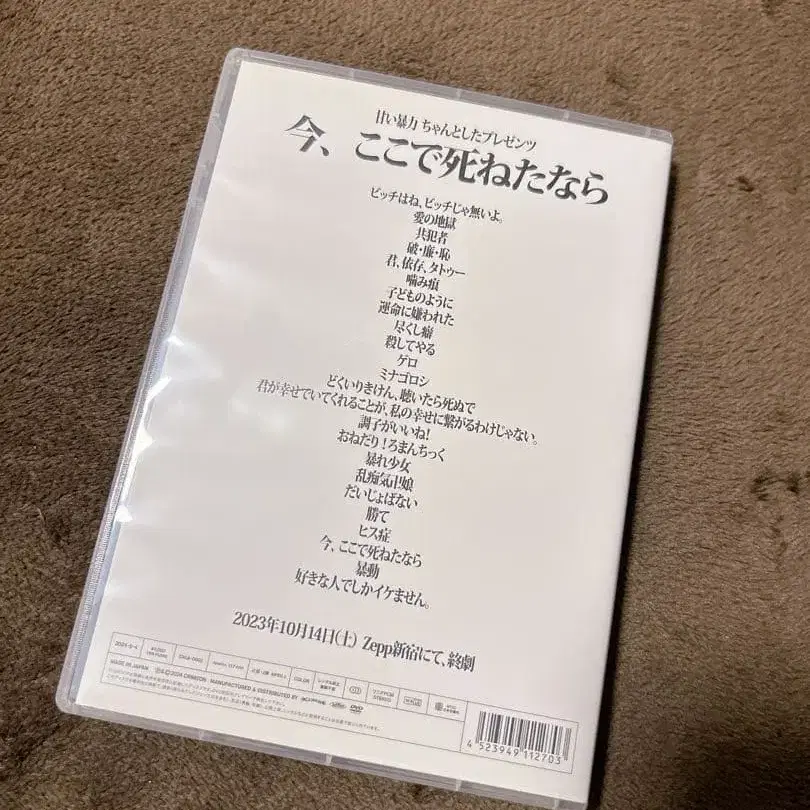 甘い暴力 ちゃんとしたプレゼンツ
今、ここで死ねたなら
ビッチはね、ビッチじゃ無いよ。
愛の地獄
共犯者
破・廉・恥
君、依存、タトゥー
噛み痕
子どものように
運命に嫌われた
尽くし癖
殺してやる
ゲロ
ミナゴロシ
どくいりきけん、聴いたら死ぬで
君が幸せでいてくれることが、私の幸せに繋がるわけじゃない。
調子がいいね!
おねだり!ろまんちっく
暴れ少女
乱痴気卍娘
だいじょばない
勝て
ヒス症
今、ここで死ねたなら
暴動
好きな人でしかイケません。
2023年10月14日(土) Zepp新宿にて、終劇
COLOR
STEREO
MADE IN JAPAN
MANUFACTURED & DISTRIBUTED BY
DVD
4 523949 112703